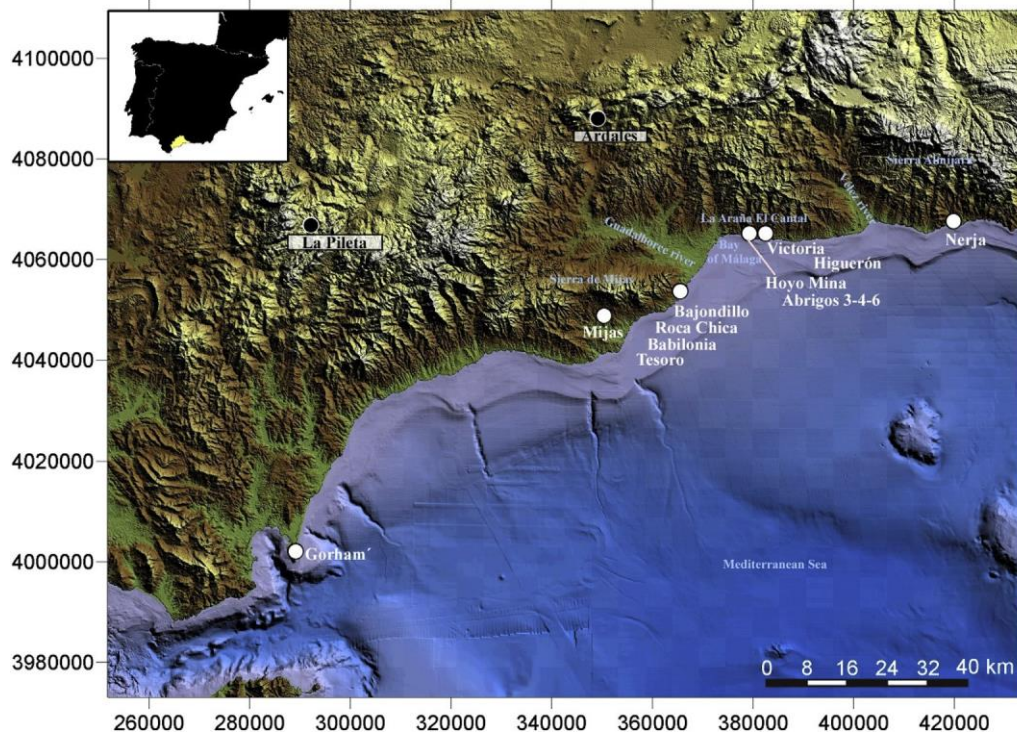 4100000
Ardales
4080000
Sierra Almijara
Vélez river
La Araña El Cantal
La Pileta
Guadalhorce river
Bay
of Málaga
Victoria
Nerja
4060000
Higuerón
Sierra de Mijas
Hoyo Mina
Abrigos 3-4-6
Bajondillo
Mijas
Roca Chica
Babilonia
Tesoro
4040000
4020000
4000000
Gorham´
Mediterranean Sea
3980000
0 8 16 24 32 40 km
260000 280000 300000 320000 340000 360000 380000 400000 420000